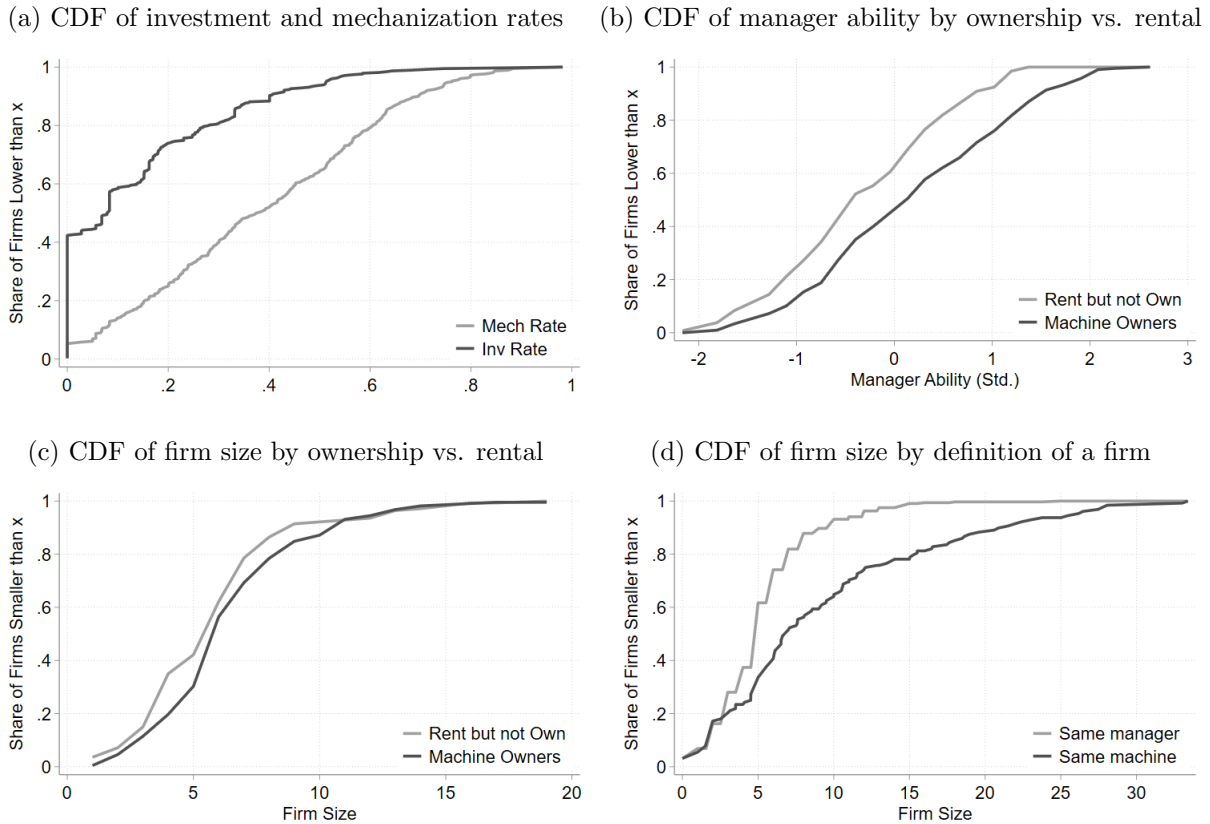 (a) CDF of investment and mechanization rates
Share of Firms Lower than x
1
.8
.6
.4
.2
0
Mech Rate
Inv Rate
0 .2 .4 .6 .8 1
(b) CDF of manager ability by ownership vs. rental
Share of Firms Lower than x
1
.8
.6
.4
.2
0
Rent but not Own
Machine Owners
-2 -1 0 1 2 3
Manager Ability (Std.)
(c) CDF of firm size by ownership vs. rental
Share of Firms Smaller than x
1
.8
.6
.4
.2
0
Rent but not Own
Machine Owners
0 5 10 15 20
Firm Size
(d) CDF of firm size by definition of a firm
Share of Firms Smaller than x
1
.8
.6
.4
.2
0
Same manager
Same machine
0 5 10 15 20 25 30
Firm Size